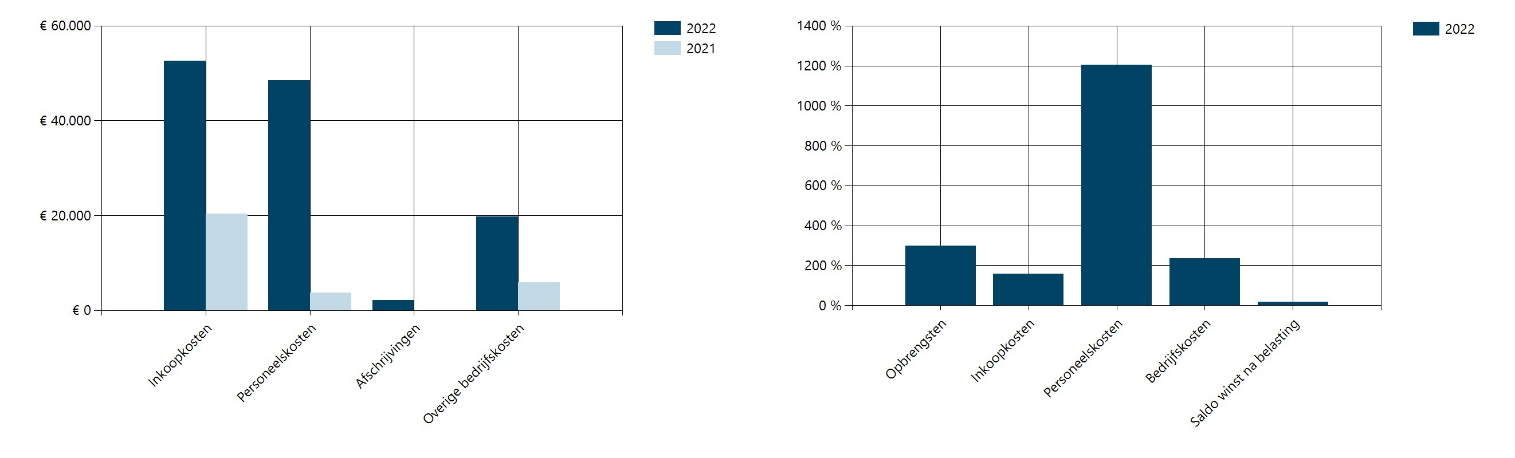 € 60.000
€ 40.000
€ 20.000
€ 0
Inkoopkosten
Personeelskosten
Afschrijvingen
Overige bedrijfskosten
2022
2021
1400 %
1200 %
1000 %
800 %
600 %
400 %
200 %
0 %
Opbrengsten
Inkoopkosten
Personeelskosten
Bedrijfskosten
Saldo winst na belasting
2022